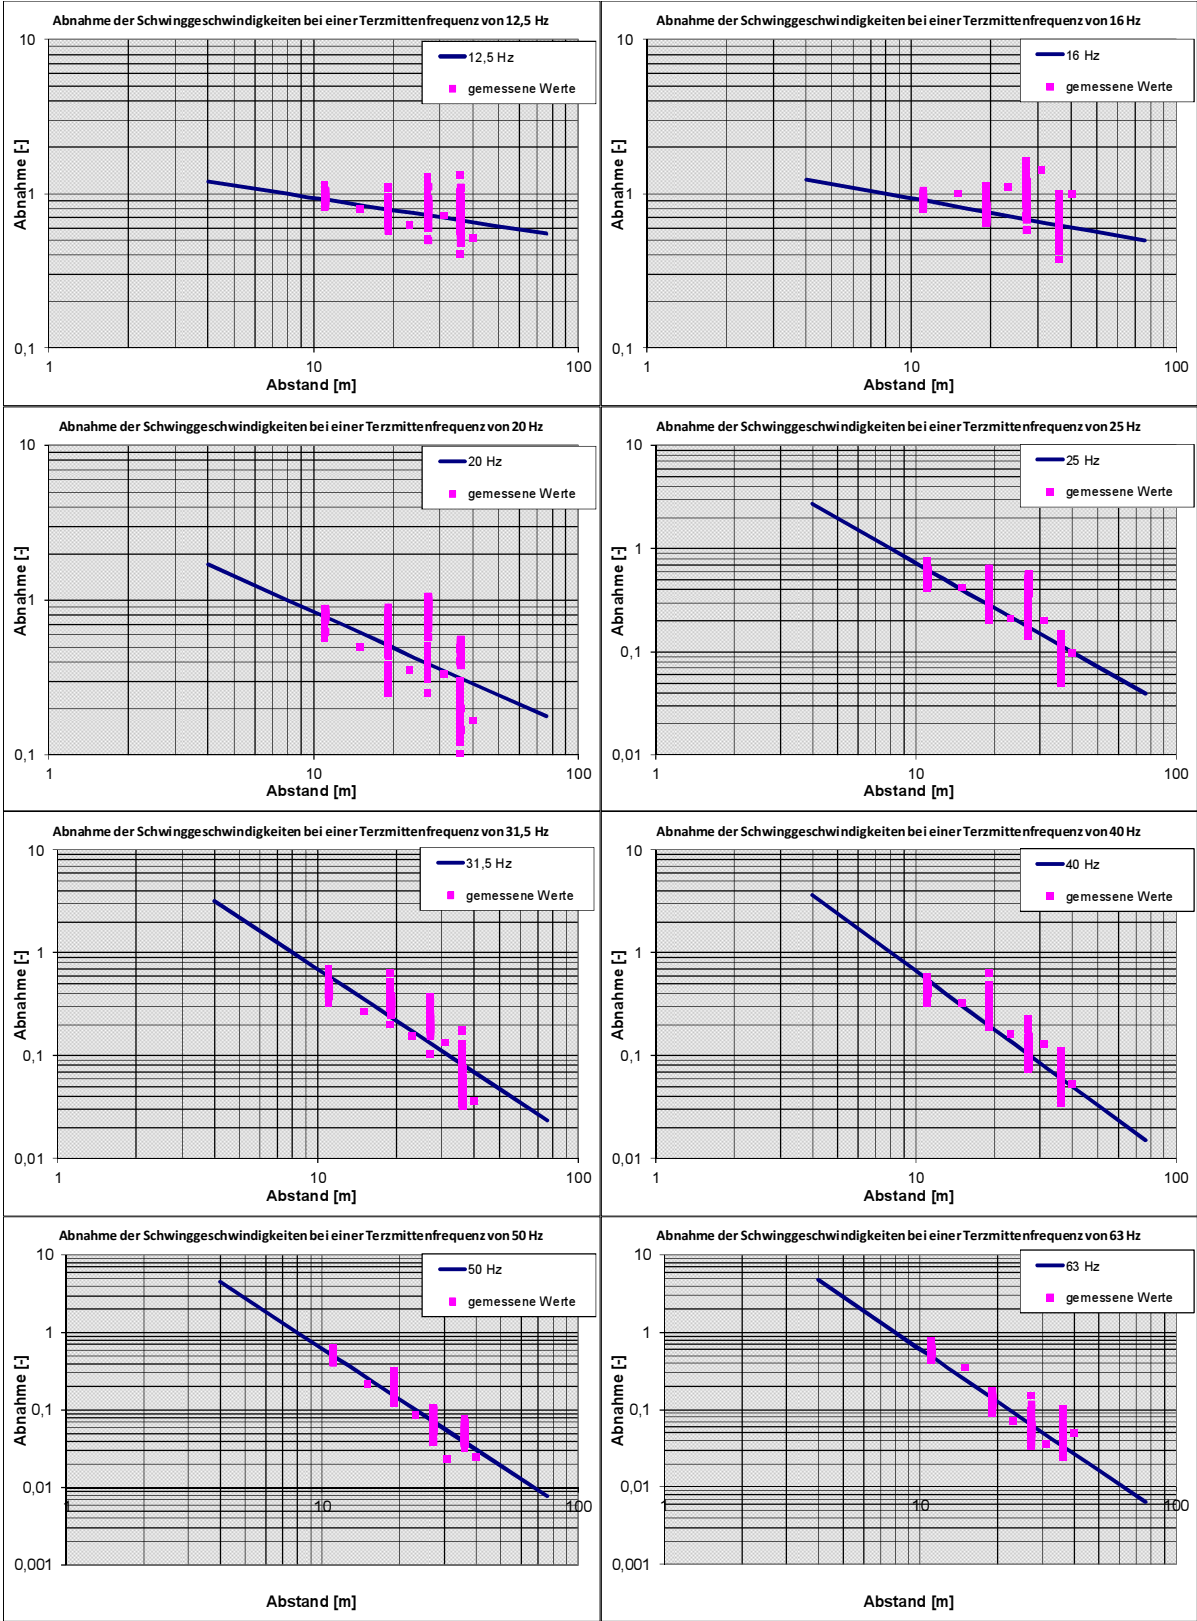 Abnahme der Schwinggeschwindigkeiten bei einer Terzmittenfrequenz von 12,5 Hz
10
1
0,1
1
10
100
Abnahme [-]
Abstand [m]
12,5 Hz
gemessene Werte
Abnahme der Schwinggeschwindigkeiten bei einer Terzmittenfrequenz von 16 Hz
10
1
0,1
1
10
100
Abnahme [-]
Abstand [m]
16 Hz
gemessene Werte
Abnahme der Schwinggeschwindigkeiten bei einer Terzmittenfrequenz von 20 Hz
10
1
0,1
1
10
100
Abnahme [-]
Abstand [m]
20 Hz
gemessene Werte
Abnahme der Schwinggeschwindigkeiten bei einer Terzmittenfrequenz von 25 Hz
10
1
0,1
0,01
1
10
100
Abnahme [-]
Abstand [m]
25 Hz
gemessene Werte
Abnahme der Schwinggeschwindigkeiten bei einer Terzmittenfrequenz von 31,5 Hz
10
1
0,1
0,01
1
10
100
Abnahme [-]
Abstand [m]
31,5 Hz
gemessene Werte
Abnahme der Schwinggeschwindigkeiten bei einer Terzmittenfrequenz von 40 Hz
10
1
0,1
0,01
1
10
100
Abnahme [-]
Abstand [m]
40 Hz
gemessene Werte
Abnahme der Schwinggeschwindigkeiten bei einer Terzmittenfrequenz von 50 Hz
10
1
0,1
0,01
0,001
1
10
100
Abnahme [-]
Abstand [m]
50 Hz
gemessene Werte
Abnahme der Schwinggeschwindigkeiten bei einer Terzmittenfrequenz von 63 Hz
10
1
0,1
0,01
0,001
1
10
100
Abnahme [-]
Abstand [m]
63 Hz
gemessene Werte